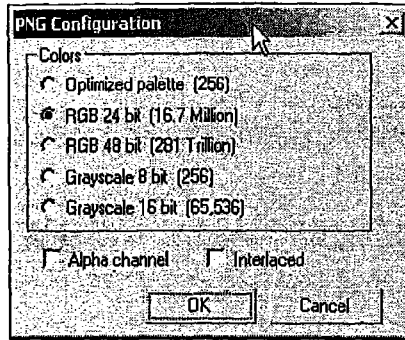 PNG Configuration
Colors
Optimized palette (256)
RGB 24 bit (16.7 Million)
RGB 48 bit (281 Trillion)
Grayscale 8 bit (256)
Grayscale 16 bit (65,536)
Alpha channel Interlaced
OK Cancel